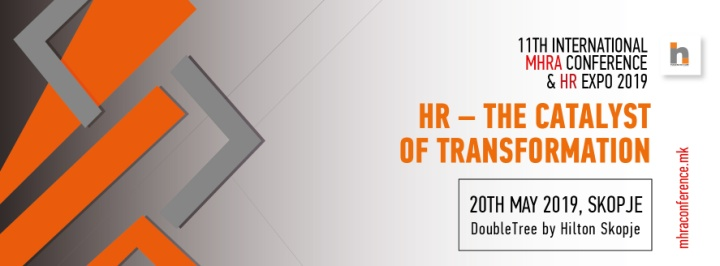 11TH INTERNATIONAL
MHRA CONFERENCE
& HR EXPO 2019
HR – THE CATALYST
OF TRANSFORMATION
20TH MAY 2019, SKOPJE
DoubleTree by Hilton Skopje
h
mhraconference.mk